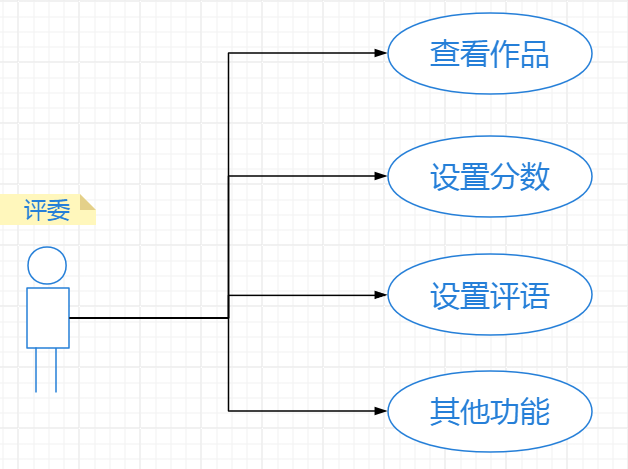 查看作品
设置分数
评委
设置评语
其他功能